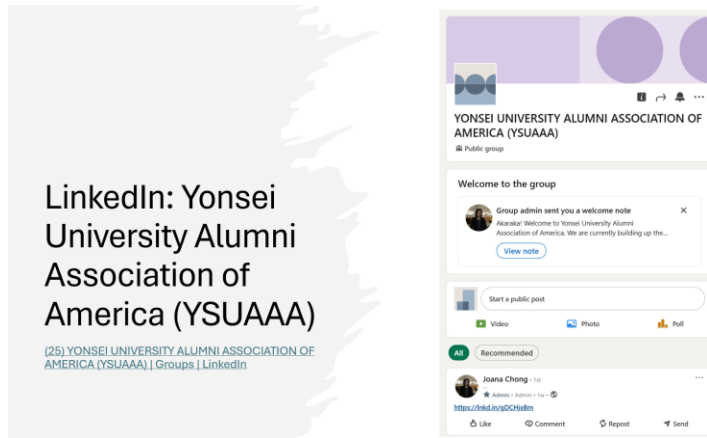 LinkedIn: Yonsei
University Alumni
Association of
America (YSUAAA)
(25) YONSEI UNIVERSITY ALUMNI ASSOCIATION OF
AMERICA (YSUAAA) | Groups | LinkedIn
YONSEI UNIVERSITY ALUMNI ASSOCIATION OF
AMERICA (YSUAAA)
Public group
Welcome to the group
Group admin sent you a welcome note
Akaraka! Welcome to Yonsei University Alumni
Association of America. We are currently building up the...
View note
Start a public post
Video
Photo
Poll
All
Recommended
Joana Chong • 1st
Admin • Admin • 1w •
https://lnkd.in/gDCHjxBm
Like
Comment
Repost
Send